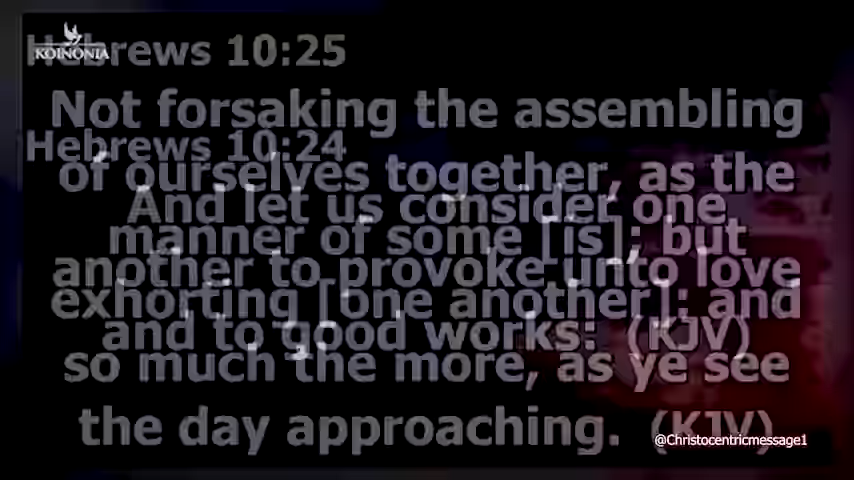 KOINONIA
Hebrews 10:25
Not forsaking the assembling
of ourselves together, as the
manner of some [is]; but
exhorting [one another]: and
so much the more, as ye see
the day approaching. (KJV)
Hebrews 10:24
And let us consider one
another to provoke unto love
and to good works: (KJV)
@Christocentricmessage1